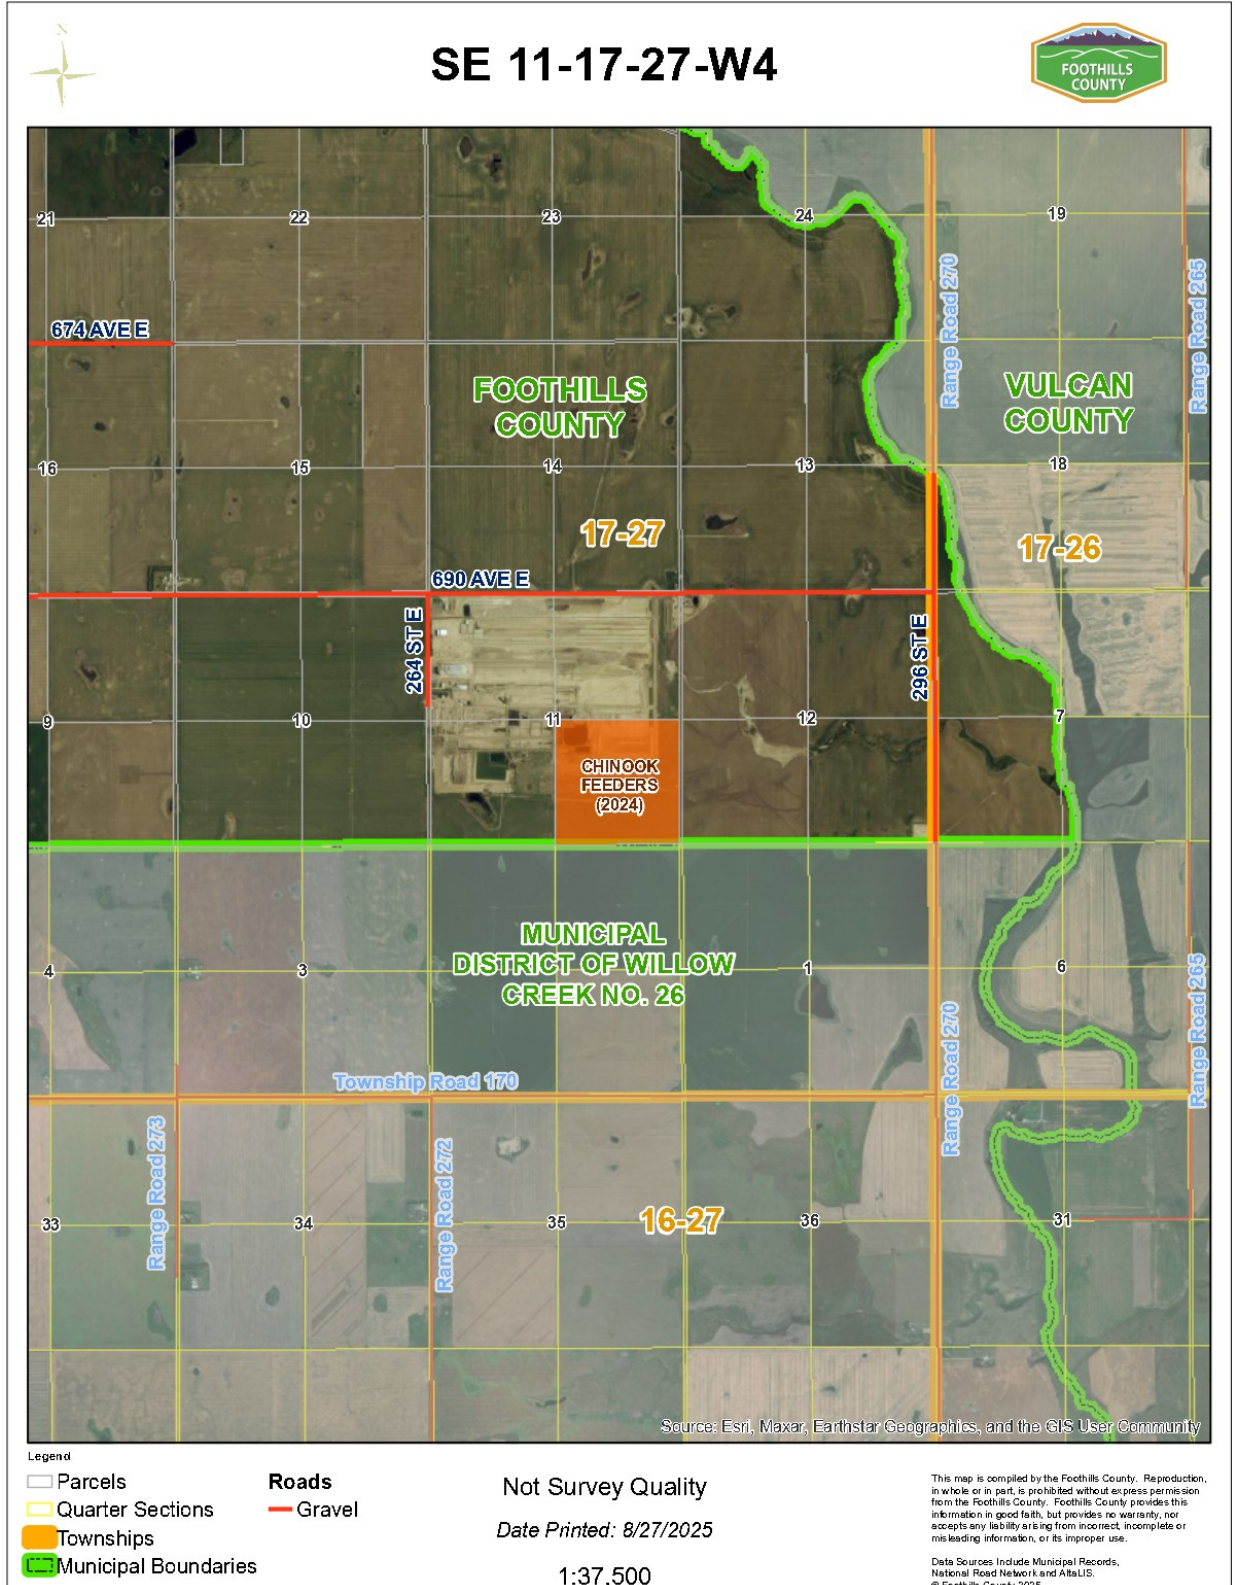 N
SE 11-17-27-W4
FOOTHILLS
COUNTY
21
22
23
24
19
674 AVE E
Range Road 270
Range Road 265
FOOTHILLS
COUNTY
VULCAN
COUNTY
16
15
14
13
18
17-27
17-26
690 AVE E
264 ST E
296 ST E
9
10
11
12
7
CHINOOK
FEEDERS
(2024)
MUNICIPAL
DISTRICT OF WILLOW
CREEK NO. 26
4
3
1
6
Range Road 265
Range Road 270
Township Road 170
Range Road 273
Range Road 272
33
34
35
16-27
36
31
Source: Esri, Maxar, Earthstar Geographics, and the GIS User Community
Legend
Parcels
Quarter Sections
Townships
Municipal Boundaries
Roads
Gravel
Not Survey Quality
Date Printed: 8/27/2025
1:37,500
This map is compiled by the Foothills County. Reproduction,
in whole or in part, is prohibited without express permission
from the Foothills County. Foothills County provides this
information in good faith, but provides no warranty, nor
accepts any liability arising from incorrect, incomplete or
misleading information, or its improper use.
Data Sources Include Municipal Records,
National Road Network and AltaLIS.
© Foothills County 2025